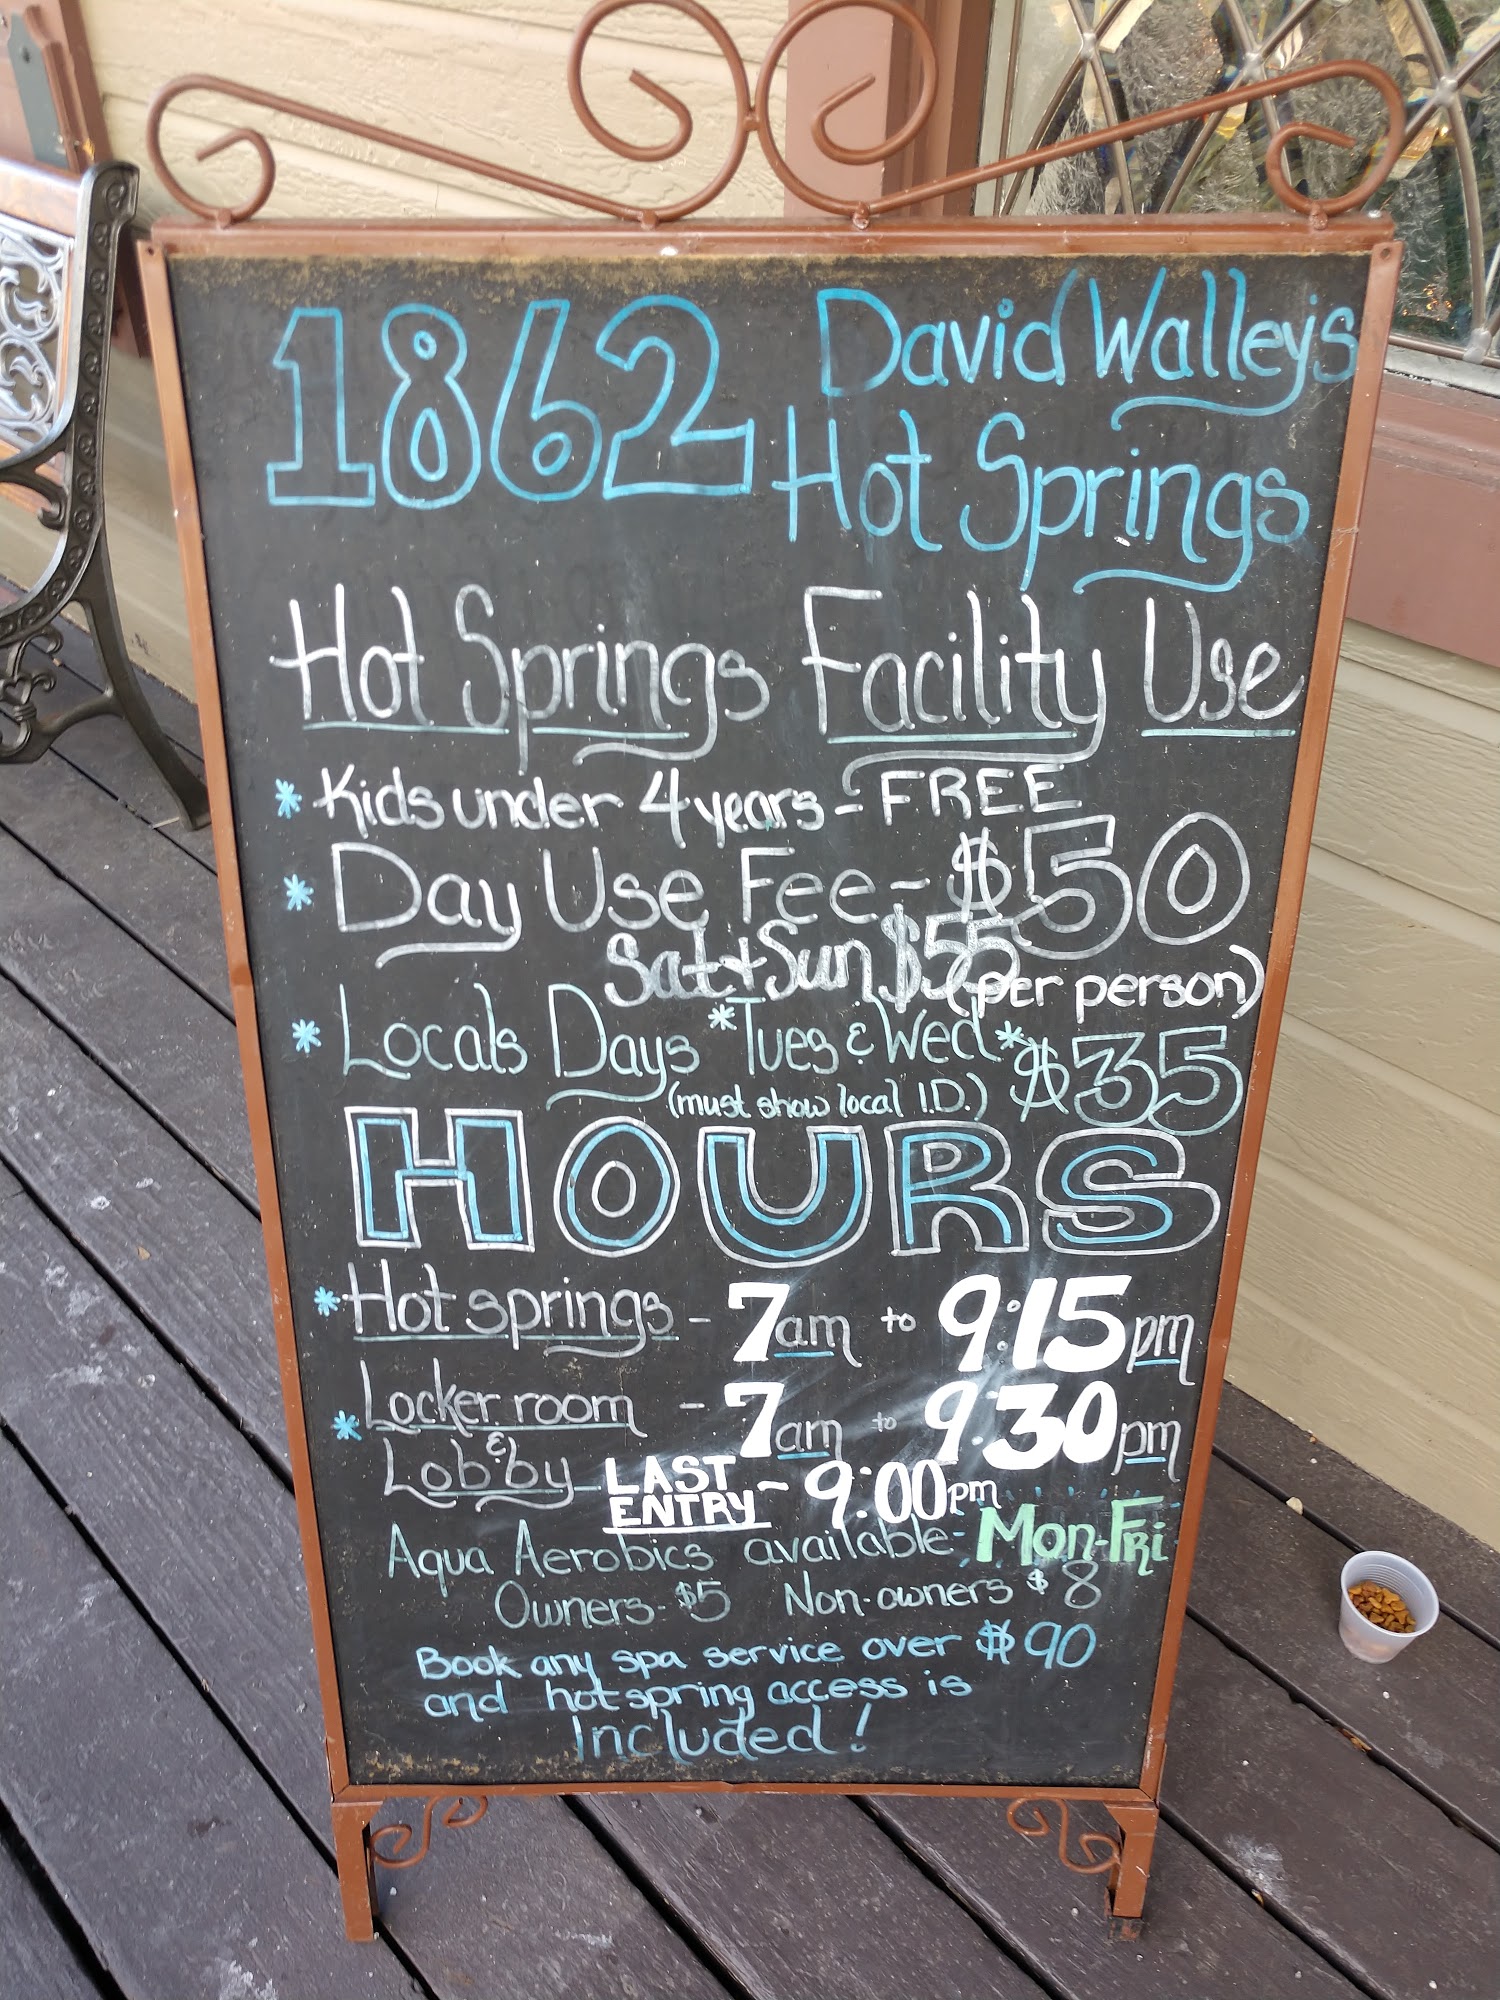 1862 David Walleys
Hot Springs
Hot Springs Facility Use
* Kids under 4 years - FREE
* Day Use Fee - $50
Sat + Sun $55 (per person)
* Locals Days *Tues & Wed* $35
(must show local I.D.)
HOURS
* Hot springs - 7am to 9:15pm
* Locker room - 7am to 9:30pm
&
Lobby LAST ENTRY - 9:00pm
Aqua Aerobics available - Mon-Fri
Owners - $5 Non-owners $8
Book any spa service over $90
and hot spring access is
Included!